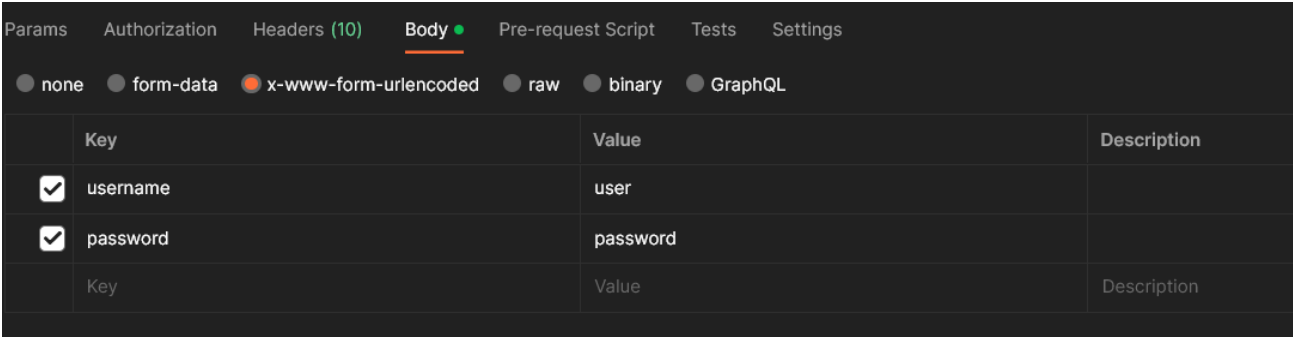 Params Authorization Headers (10) Body Pre-request Script Tests Settings
none form-data x-www-form-urlencoded raw binary GraphQL
Key Value Description
username user
password password
Key Value Description